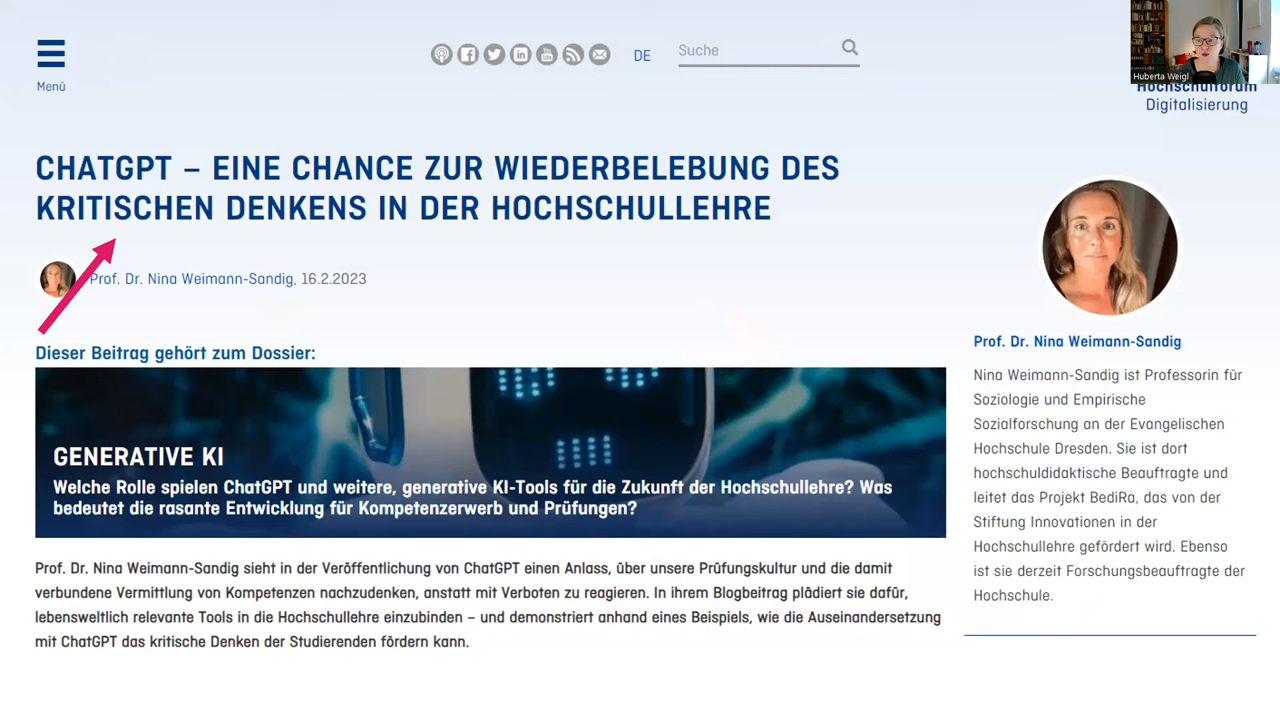 Menü
DE
Suche
Huberta Weigl
Hochschulforum
Digitalisierung
CHATGPT – EINE CHANCE ZUR WIEDERBELEBUNG DES
KRITISCHEN DENKENS IN DER HOCHSCHULLEHRE
Prof. Dr. Nina Weimann-Sandig, 16.2.2023
Dieser Beitrag gehört zum Dossier:
GENERATIVE KI
Welche Rolle spielen ChatGPT und weitere, generative KI-Tools für die Zukunft der Hochschullehre? Was
bedeutet die rasante Entwicklung für Kompetenzerwerb und Prüfungen?
Prof. Dr. Nina Weimann-Sandig sieht in der Veröffentlichung von ChatGPT einen Anlass, über unsere Prüfungskultur und die damit
verbundene Vermittlung von Kompetenzen nachzudenken, anstatt mit Verboten zu reagieren. In ihrem Blogbeitrag plädiert sie dafür,
lebensweltlich relevante Tools in die Hochschullehre einzubinden – und demonstriert anhand eines Beispiels, wie die Auseinandersetzung
mit ChatGPT das kritische Denken der Studierenden fördern kann.
Prof. Dr. Nina Weimann-Sandig
Nina Weimann-Sandig ist Professorin für
Soziologie und Empirische
Sozialforschung an der Evangelischen
Hochschule Dresden. Sie ist dort
hochschuldidaktische Beauftragte und
leitet das Projekt BediRa, das von der
Stiftung Innovationen in der
Hochschullehre gefördert wird. Ebenso
ist sie derzeit Forschungsbeauftragte der
Hochschule.